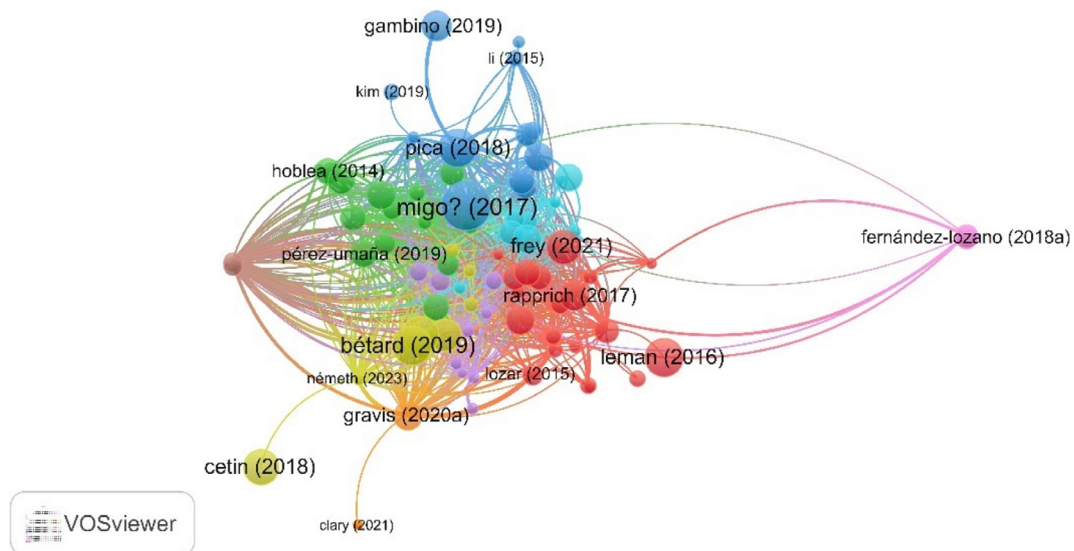 gambino (2019)
li (2015)
kim (2019)
pica (2018)
hoblea (2014)
migo? (2017)
fernández-lozano (2018a)
frey (2021)
pérez-umaña (2019)
rapprich (2017)
bétard (2019)
leman (2016)
lozar (2015)
németh (2023)
gravis (2020a)
cetin (2018)
clary (2021)
VOSviewer